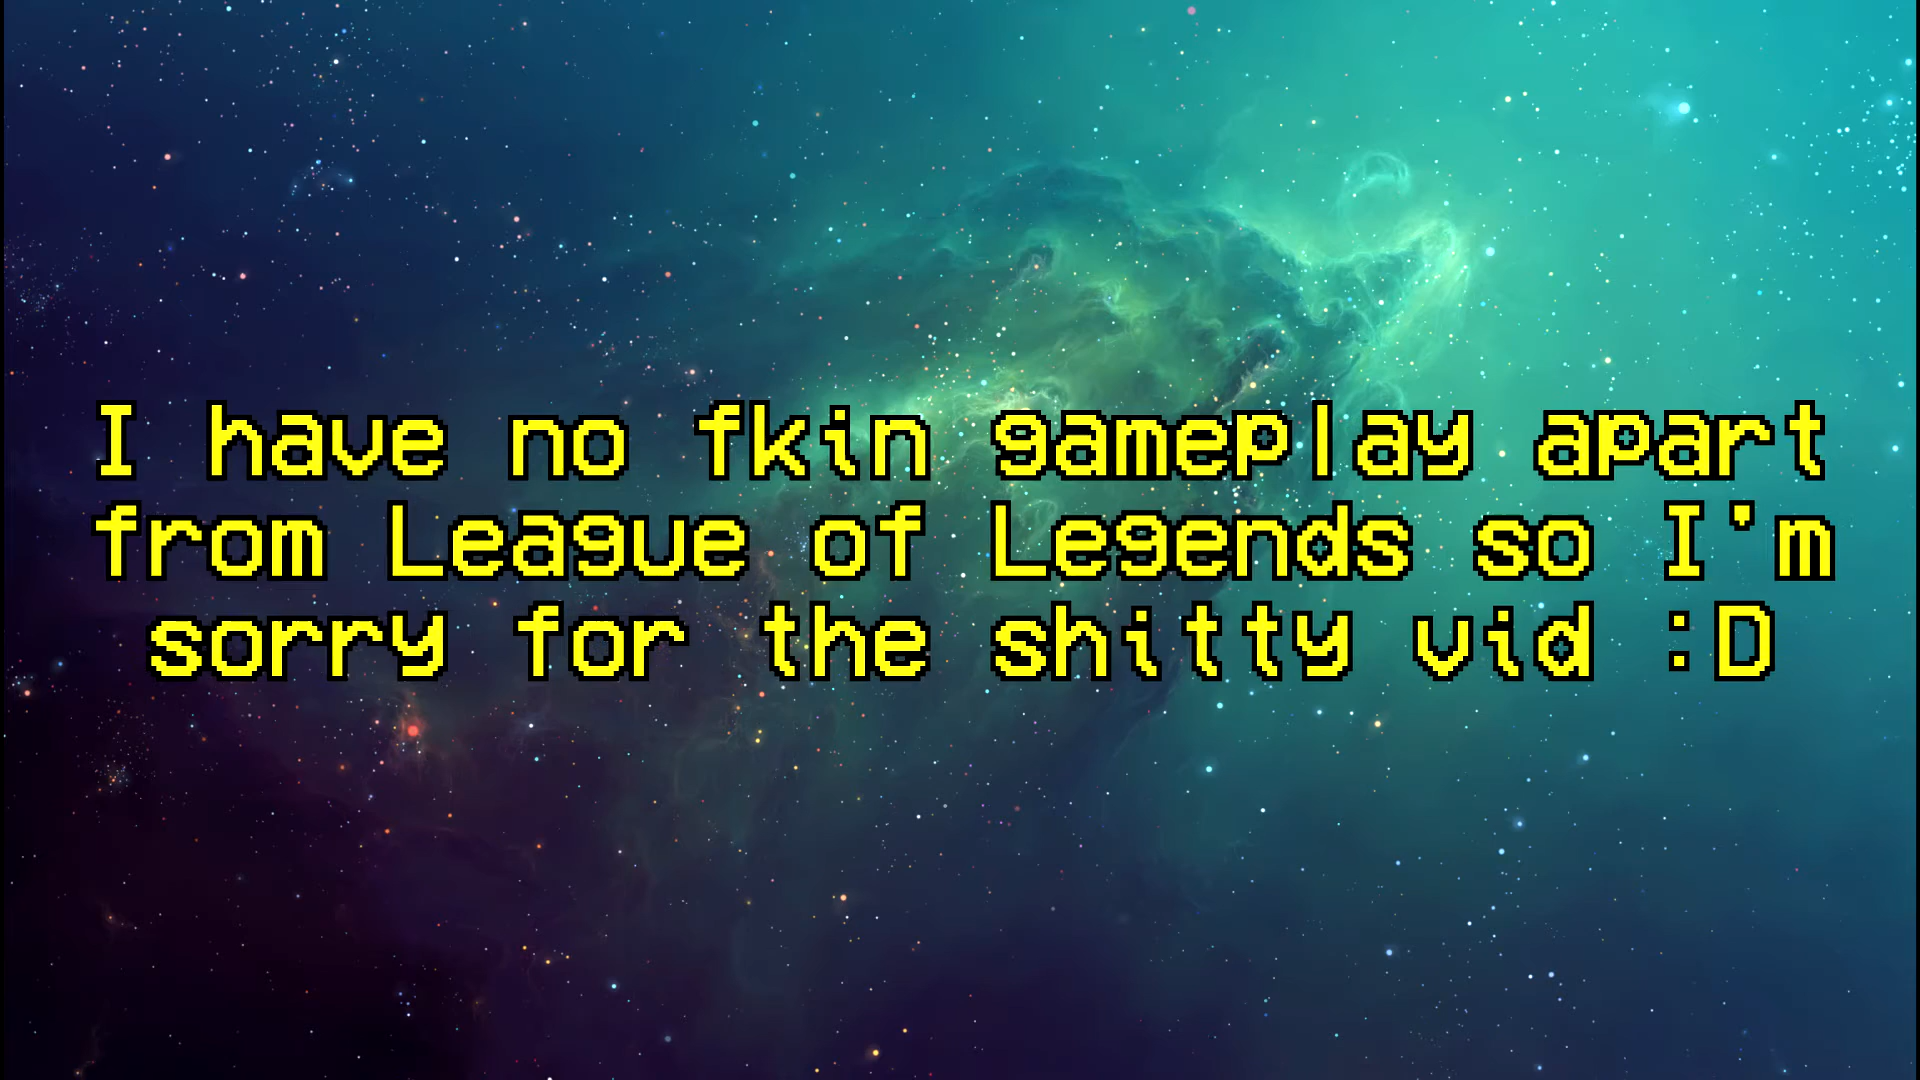 I have no fkin gameplay apart
from League of Legends so I'm
sorry for the shitty vid :D